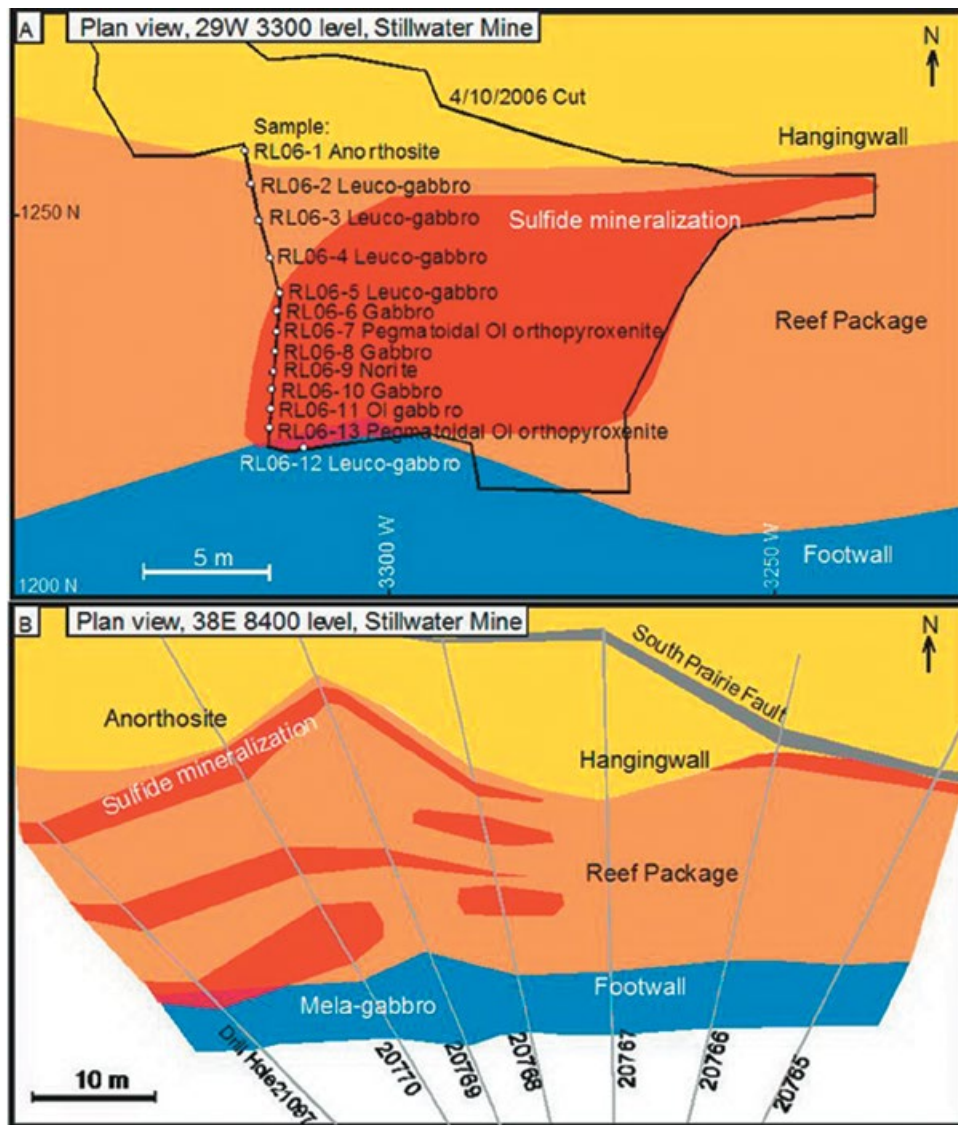 A
Plan view, 29W 3300 level, Stillwater Mine
N
4/10/2006 Cut
Sample:
RL06-1 Anorthosite
Hangingwall
RL06-2 Leuco-gabbro
1250 N
RL06-3 Leuco-gabbro
Sulfide mineralization
RL06-4 Leuco-gabbro
RL06-5 Leuco-gabbro
RL06-6 Gabbro
Reef Package
RL06-7 Pegmatoidal Ol orthopyroxenite
RL06-8 Gabbro
RL06-9 Norite
RL06-10 Gabbro
RL06-11 Ol gabbro
RL06-13 Pegmatoidal Ol orthopyroxenite
RL06-12 Leuco-gabbro
5 m
3300 W
3250 W
Footwall
1200 N
B
Plan view, 38E 8400 level, Stillwater Mine
N
South Prairie Fault
Anorthosite
Sulfide mineralization
Hangingwall
Reef Package
Footwall
Mela-gabbro
10 m
Drill Hole21097
20770
20769
20768
20767
20766
20765